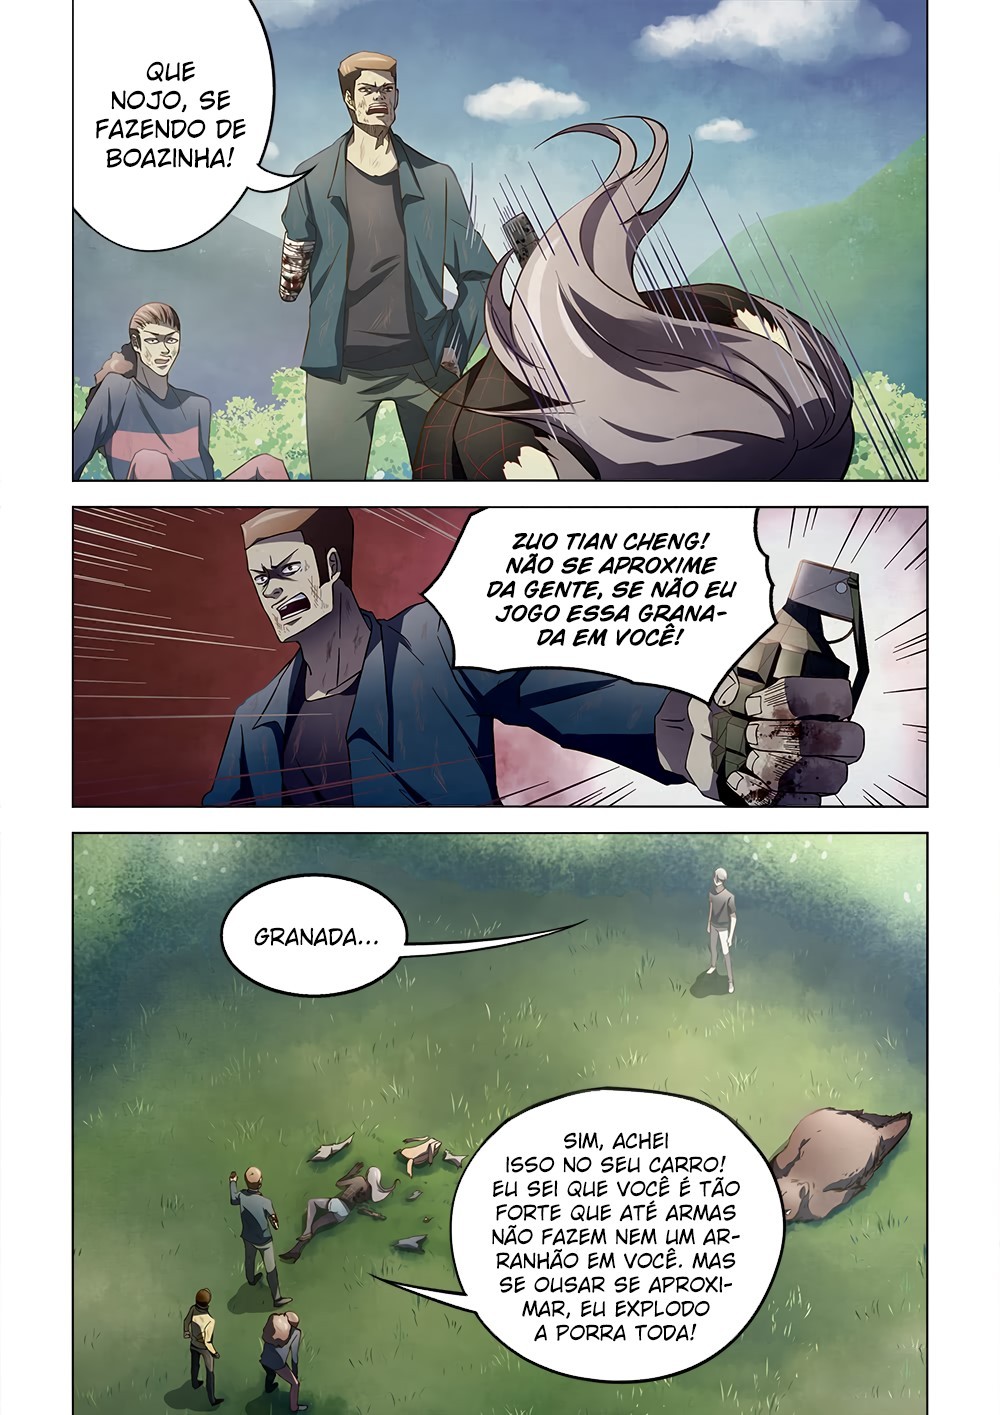 QUE
NOJO, SE
FAZENDO DE
BOAZINHA!
ZUO TIAN CHENG!
NÃO SE APROXIME
DA GENTE, SE NÃO EU
JOGO ESSA GRANA-
DA EM VOCÊ!
GRANADA...
SIM, ACHEI
ISSO NO SEU CARRO!
EU SEI QUE VOCÊ É TÃO
FORTE QUE ATÉ ARMAS
NÃO FAZEM NEM UM AR-
RANHÃO EM VOCÊ. MAS
SE OUSAR SE APROXI-
MAR, EU EXPLODO
A PORRA TODA!